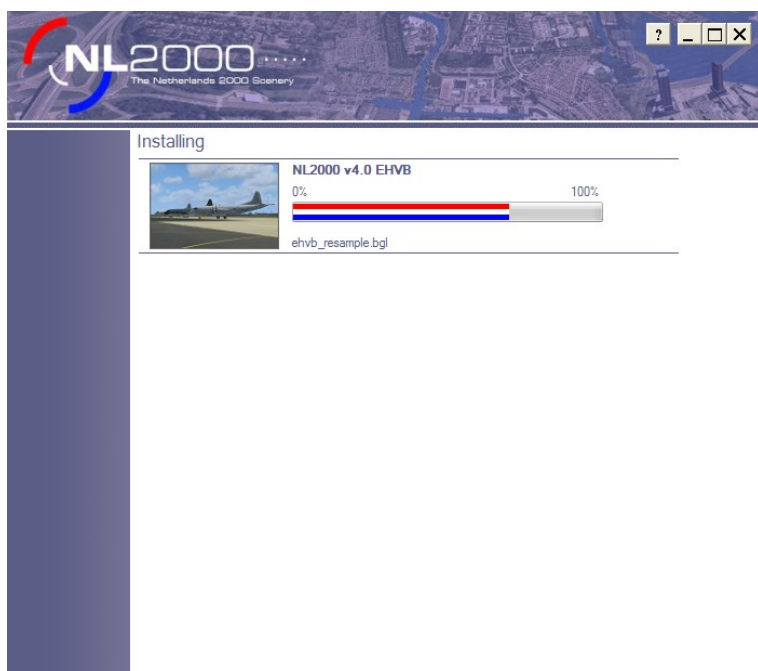 NL2000
The Netherlands 2000 Scenery
?
Installing
NL2000 v4.0 EHVB
0% 100%
ehvb_resample.bgl